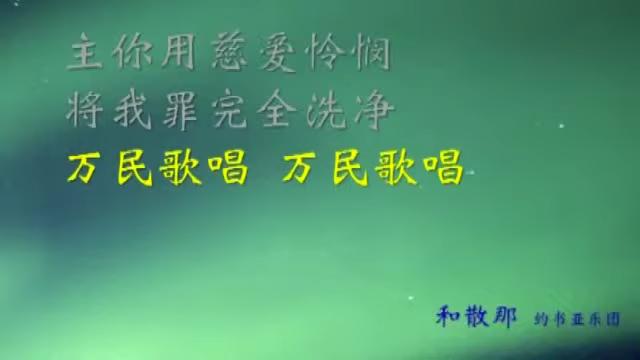 主你用慈爱怜悯
将我罪完全洗净
万民歌唱 万民歌唱
和散那 约书亚乐团